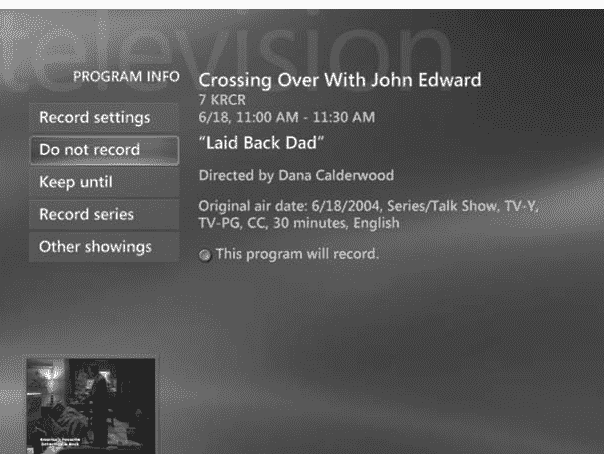 television
PROGRAM INFO
Crossing Over With John Edward
7 KRCR
6/18, 11:00 AM - 11:30 AM
"Laid Back Dad"
Directed by Dana Calderwood
Original air date: 6/18/2004, Series/Talk Show, TV-Y,
TV-PG, CC, 30 minutes, English
This program will record.
Record settings
Do not record
Keep until
Record series
Other showings